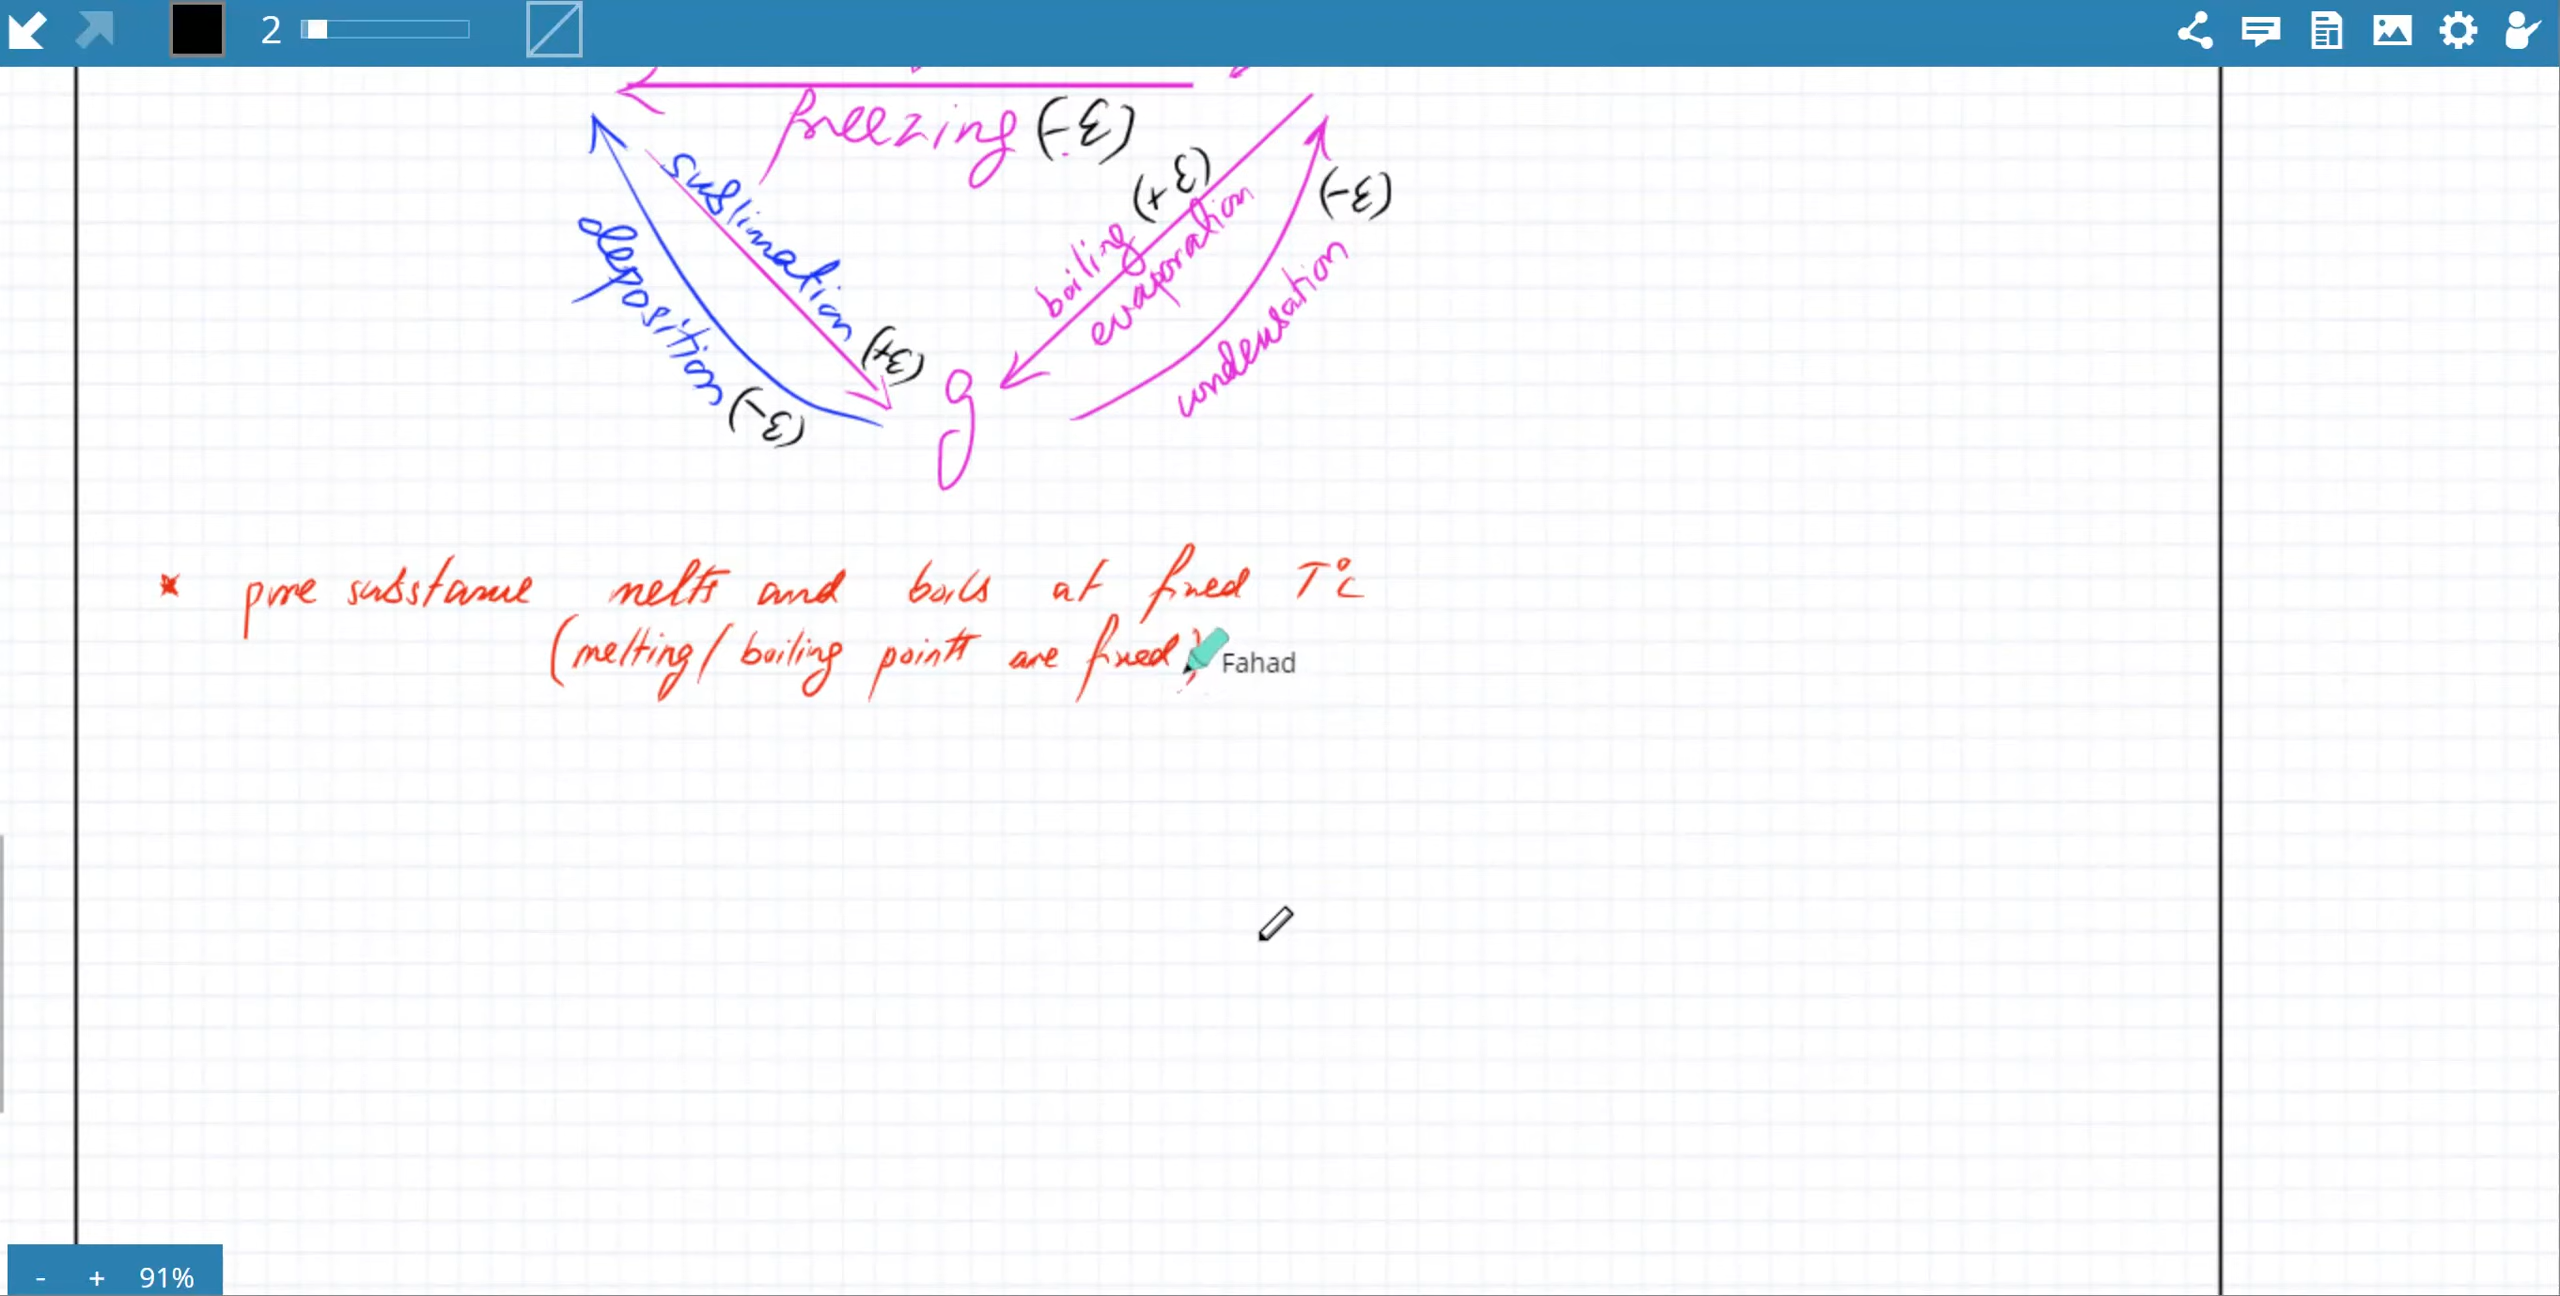 2
freezing (-ε)
sublimation (+ε)
deposition (-ε)
boiling (+ε)
evaporation
condensation (-ε)
g
* pure substance melts and boils at fixed T°C
(melting/boiling points are fixed)
Fahad
- + 91%